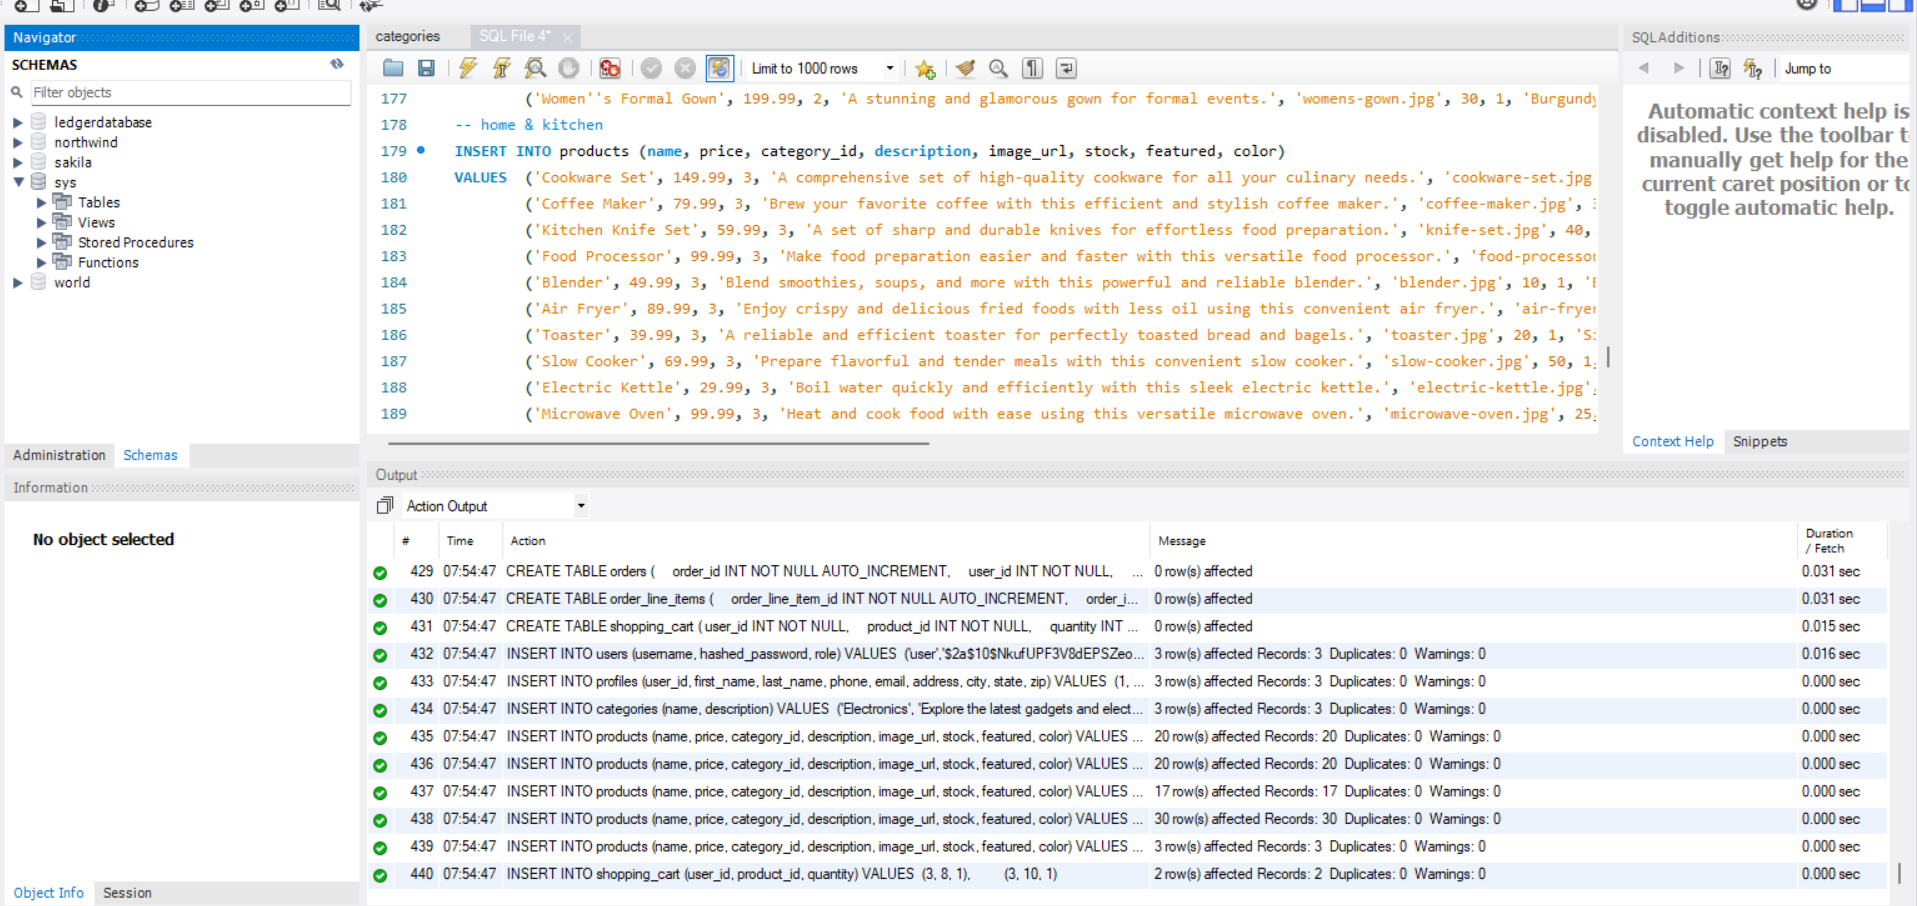 Navigator
SCHEMAS
Filter objects
ledgerdatabase
northwind
sakila
sys
Tables
Views
Stored Procedures
Functions
world
Administration
Schemas
Information
No object selected
Object Info
Session
categories
SQL File 4*
Limit to 1000 rows
177 ('Women''s Formal Gown', 199.99, 2, 'A stunning and glamorous gown for formal events.', 'womens-gown.jpg', 30, 1, 'Burgundy
178 -- home & kitchen
179 INSERT INTO products (name, price, category_id, description, image_url, stock, featured, color)
180 VALUES ('Cookware Set', 149.99, 3, 'A comprehensive set of high-quality cookware for all your culinary needs.', 'cookware-set.jpg
181 ('Coffee Maker', 79.99, 3, 'Brew your favorite coffee with this efficient and stylish coffee maker.', 'coffee-maker.jpg',
182 ('Kitchen Knife Set', 59.99, 3, 'A set of sharp and durable knives for effortless food preparation.', 'knife-set.jpg', 40,
183 ('Food Processor', 99.99, 3, 'Make food preparation easier and faster with this versatile food processor.', 'food-processor
184 ('Blender', 49.99, 3, 'Blend smoothies, soups, and more with this powerful and reliable blender.', 'blender.jpg', 10, 1, '
185 ('Air Fryer', 89.99, 3, 'Enjoy crispy and delicious fried foods with less oil using this convenient air fryer.', 'air-fryer
186 ('Toaster', 39.99, 3, 'A reliable and efficient toaster for perfectly toasted bread and bagels.', 'toaster.jpg', 20, 1, 'S
187 ('Slow Cooker', 69.99, 3, 'Prepare flavorful and tender meals with this convenient slow cooker.', 'slow-cooker.jpg', 50, 1,
188 ('Electric Kettle', 29.99, 3, 'Boil water quickly and efficiently with this sleek electric kettle.', 'electric-kettle.jpg',
189 ('Microwave Oven', 99.99, 3, 'Heat and cook food with ease using this versatile microwave oven.', 'microwave-oven.jpg', 25,
SQLAdditions
Jump to
Automatic context help is
disabled. Use the toolbar t
manually get help for the
current caret position or to
toggle automatic help.
Context Help
Snippets
Output
Action Output
# Time Action Message Duration / Fetch
429 07:54:47 CREATE TABLE orders ( order_id INT NOT NULL AUTO_INCREMENT, user_id INT NOT NULL, ... 0 row(s) affected 0.031 sec
430 07:54:47 CREATE TABLE order_line_items ( order_line_item_id INT NOT NULL AUTO_INCREMENT, order_i... 0 row(s) affected 0.031 sec
431 07:54:47 CREATE TABLE shopping_cart ( user_id INT NOT NULL, product_id INT NOT NULL, quantity INT ... 0 row(s) affected 0.015 sec
432 07:54:47 INSERT INTO users (username, hashed_password, role) VALUES ('user','$2a$10$NkufUPF3V8dEPSZeo... 3 row(s) affected Records: 3 Duplicates: 0 Warnings: 0 0.016 sec
433 07:54:47 INSERT INTO profiles (user_id, first_name, last_name, phone, email, address, city, state, zip) VALUES (1, ... 3 row(s) affected Records: 3 Duplicates: 0 Warnings: 0 0.000 sec
434 07:54:47 INSERT INTO categories (name, description) VALUES ('Electronics', 'Explore the latest gadgets and elect... 3 row(s) affected Records: 3 Duplicates: 0 Warnings: 0 0.000 sec
435 07:54:47 INSERT INTO products (name, price, category_id, description, image_url, stock, featured, color) VALUES ... 20 row(s) affected Records: 20 Duplicates: 0 Warnings: 0 0.000 sec
436 07:54:47 INSERT INTO products (name, price, category_id, description, image_url, stock, featured, color) VALUES ... 20 row(s) affected Records: 20 Duplicates: 0 Warnings: 0 0.000 sec
437 07:54:47 INSERT INTO products (name, price, category_id, description, image_url, stock, featured, color) VALUES ... 17 row(s) affected Records: 17 Duplicates: 0 Warnings: 0 0.000 sec
438 07:54:47 INSERT INTO products (name, price, category_id, description, image_url, stock, featured, color) VALUES ... 30 row(s) affected Records: 30 Duplicates: 0 Warnings: 0 0.000 sec
439 07:54:47 INSERT INTO products (name, price, category_id, description, image_url, stock, featured, color) VALUES ... 3 row(s) affected Records: 3 Duplicates: 0 Warnings: 0 0.000 sec
440 07:54:47 INSERT INTO shopping_cart (user_id, product_id, quantity) VALUES (3, 8, 1), (3, 10, 1) 2 row(s) affected Records: 2 Duplicates: 0 Warnings: 0 0.000 sec